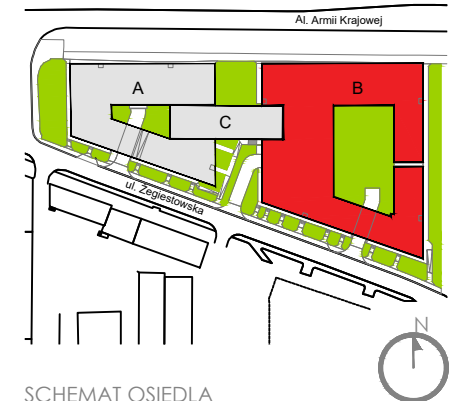 Al. Armii Krajowej
A
B
C
ul. Żegiestowska
N
SCHEMAT OSIEDLA